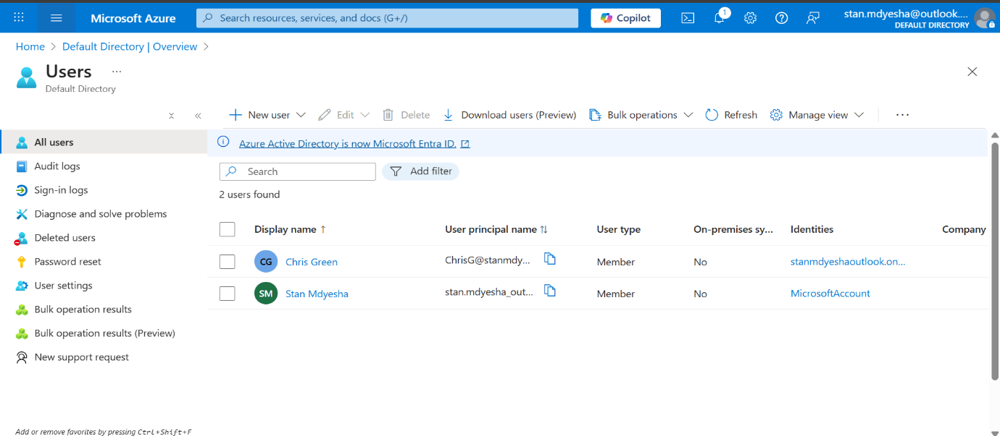 Microsoft Azure
Search resources, services, and docs (G+/)
Copilot
1
stan.mdyesha@outlook....
DEFAULT DIRECTORY
Home > Default Directory | Overview >
Users ...
Default Directory
New user
Edit
Delete
Download users (Preview)
Bulk operations
Refresh
Manage view
...
All users
Audit logs
Sign-in logs
Diagnose and solve problems
Deleted users
Password reset
User settings
Bulk operation results
Bulk operation results (Preview)
New support request
Azure Active Directory is now Microsoft Entra ID.
Search
Add filter
2 users found
Display name ↑ User principal name ↑↓ User type On-premises sy... Identities Company
CG Chris Green ChrisG@stanmdy... Member No stanmdyeshaoutlook.on...
SM Stan Mdyesha stan.mdyesha_out... Member No MicrosoftAccount
Add or remove favorites by pressing Ctrl+Shift+F